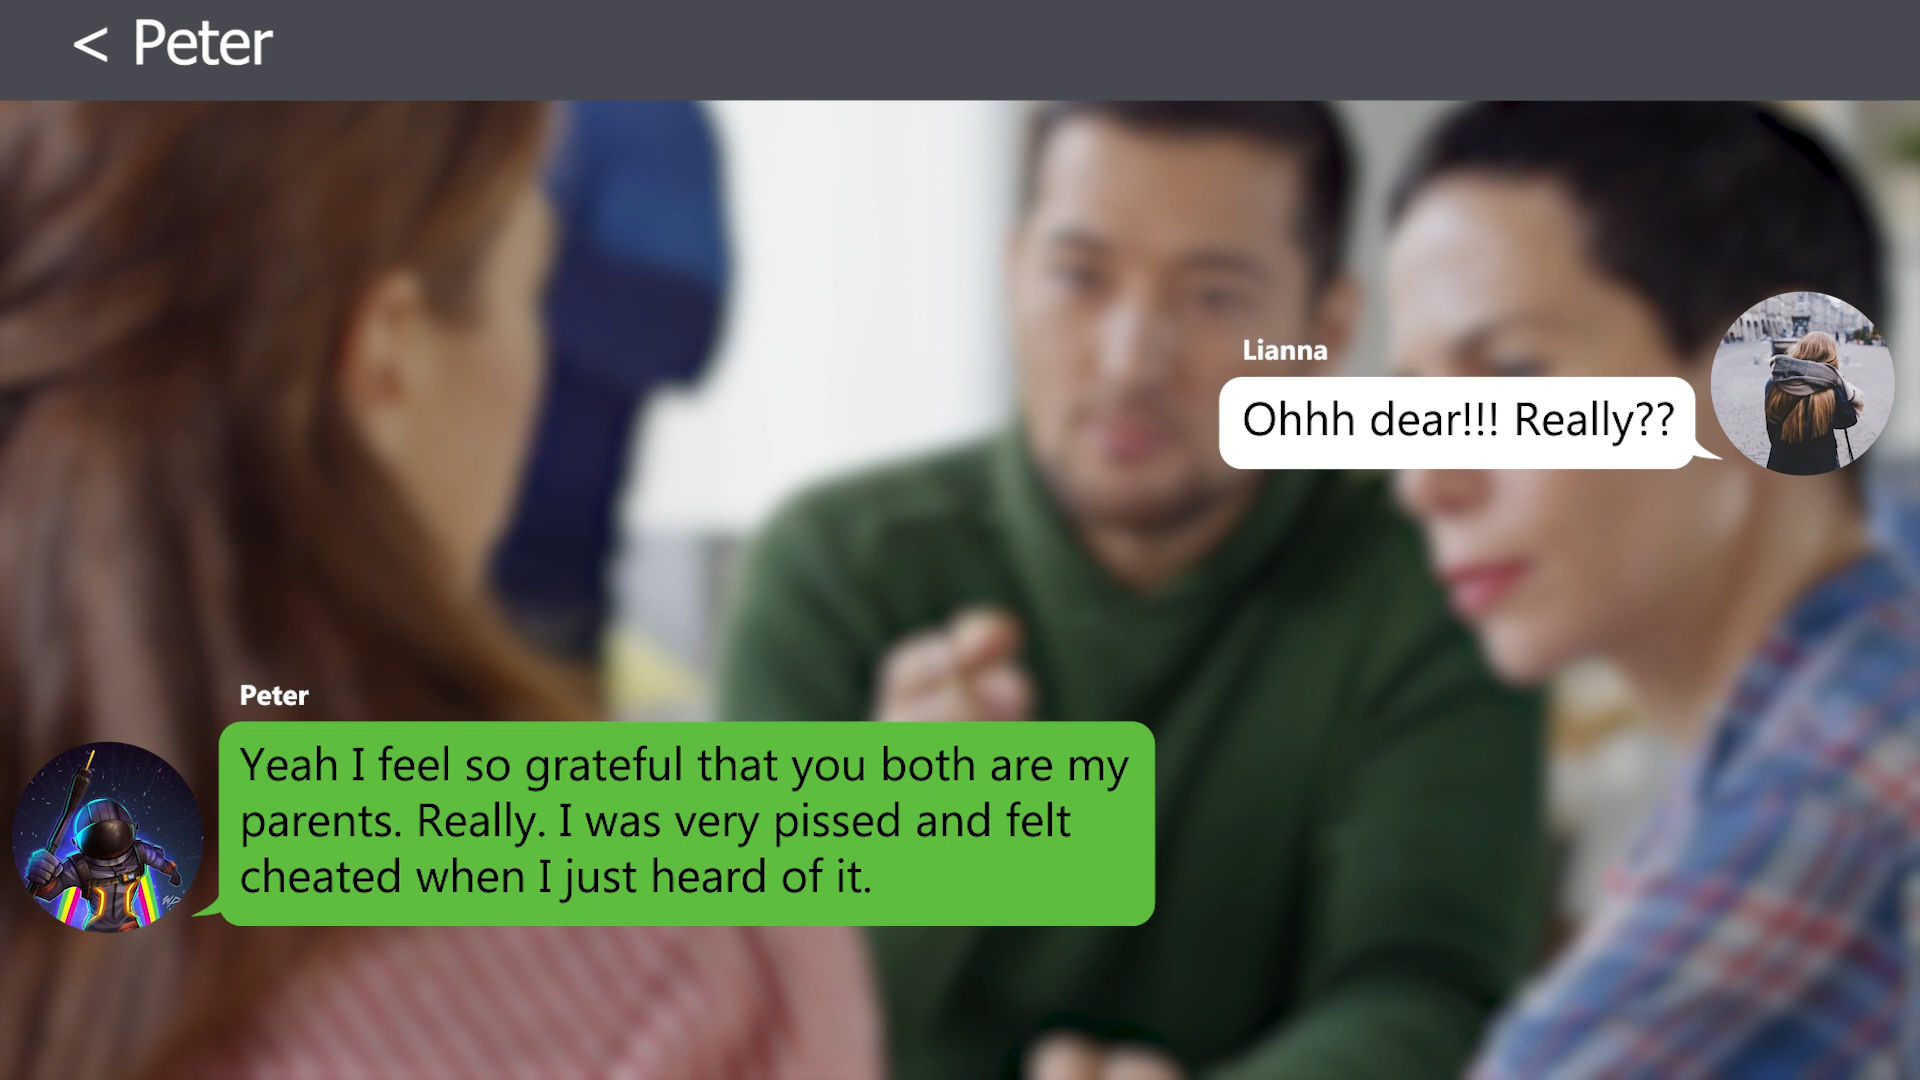 < Peter
Lianna
Ohhh dear!!! Really??
Peter
Yeah I feel so grateful that you both are my
parents. Really. I was very pissed and felt
cheated when I just heard of it.